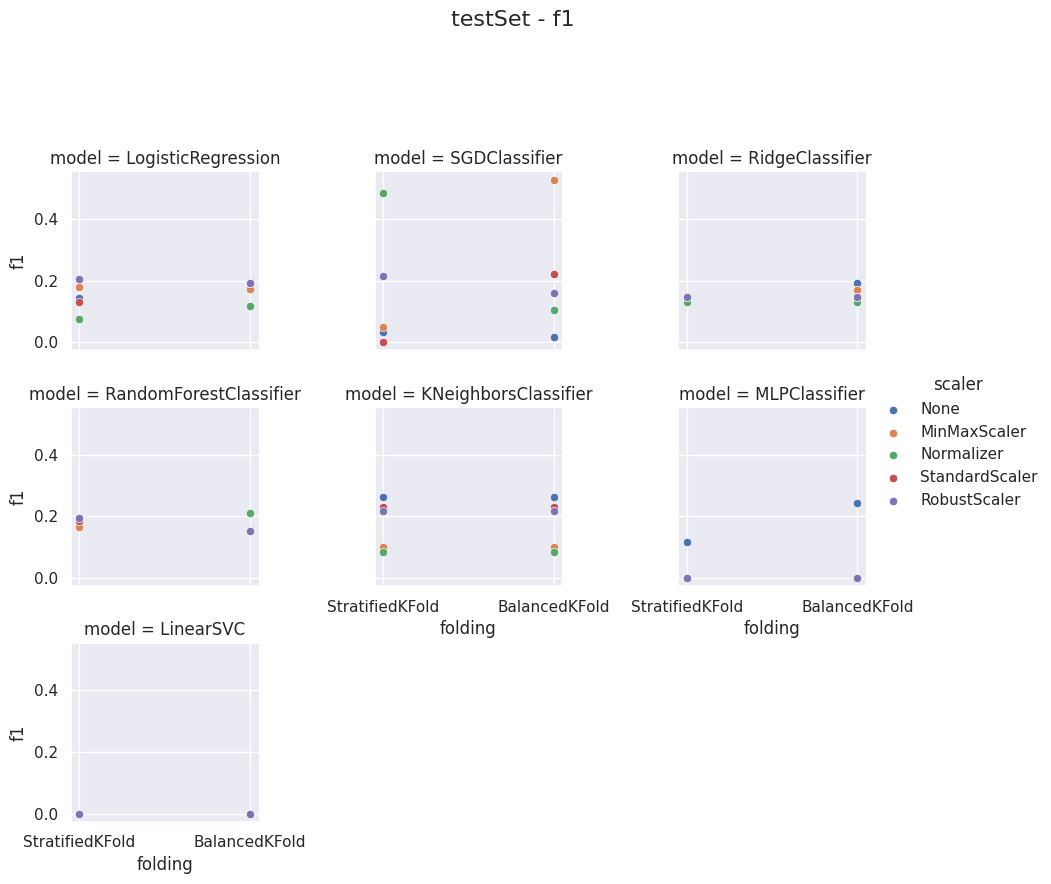 testSet - f1
model = LogisticRegression
model = SGDClassifier
model = RidgeClassifier
f1
0.4
0.2
0.0
model = RandomForestClassifier
model = KNeighborsClassifier
model = MLPClassifier
f1
0.4
0.2
0.0
StratifiedKFold
BalancedKFold
folding
StratifiedKFold
BalancedKFold
folding
scaler
None
MinMaxScaler
Normalizer
StandardScaler
RobustScaler
model = LinearSVC
f1
0.4
0.2
0.0
StratifiedKFold
BalancedKFold
folding